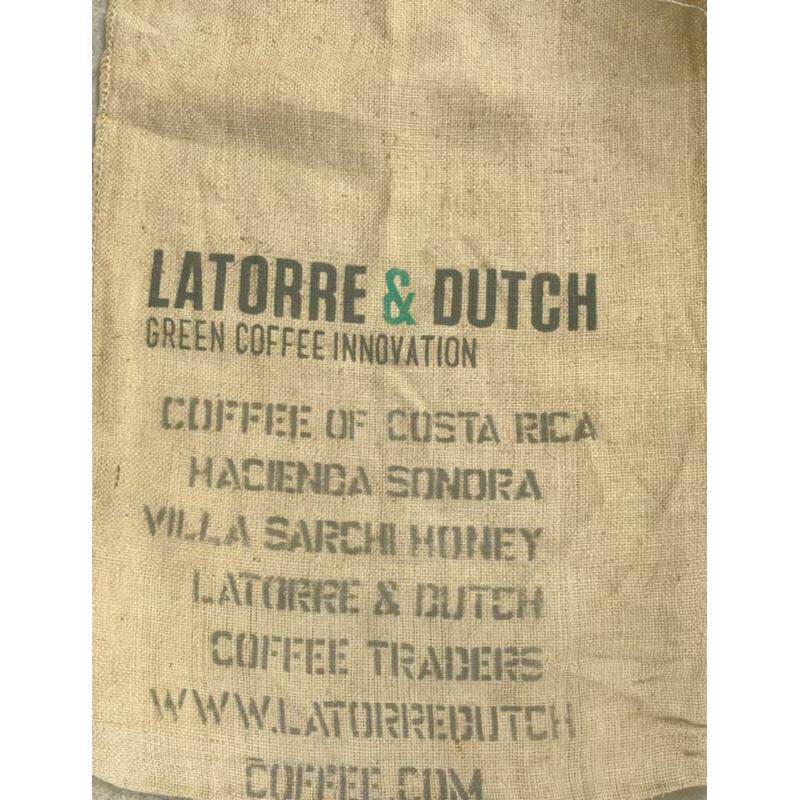 LATORRE & DUTCH
GREEN COFFEE INNOVATION
COFFEE OF COSTA RICA
HACIENDA SONORA
VILLA SARCHI HONEY
LATORRE & DUTCH
COFFEE TRADERS
WWW.LATORREDUTCH
COFFEE.COM